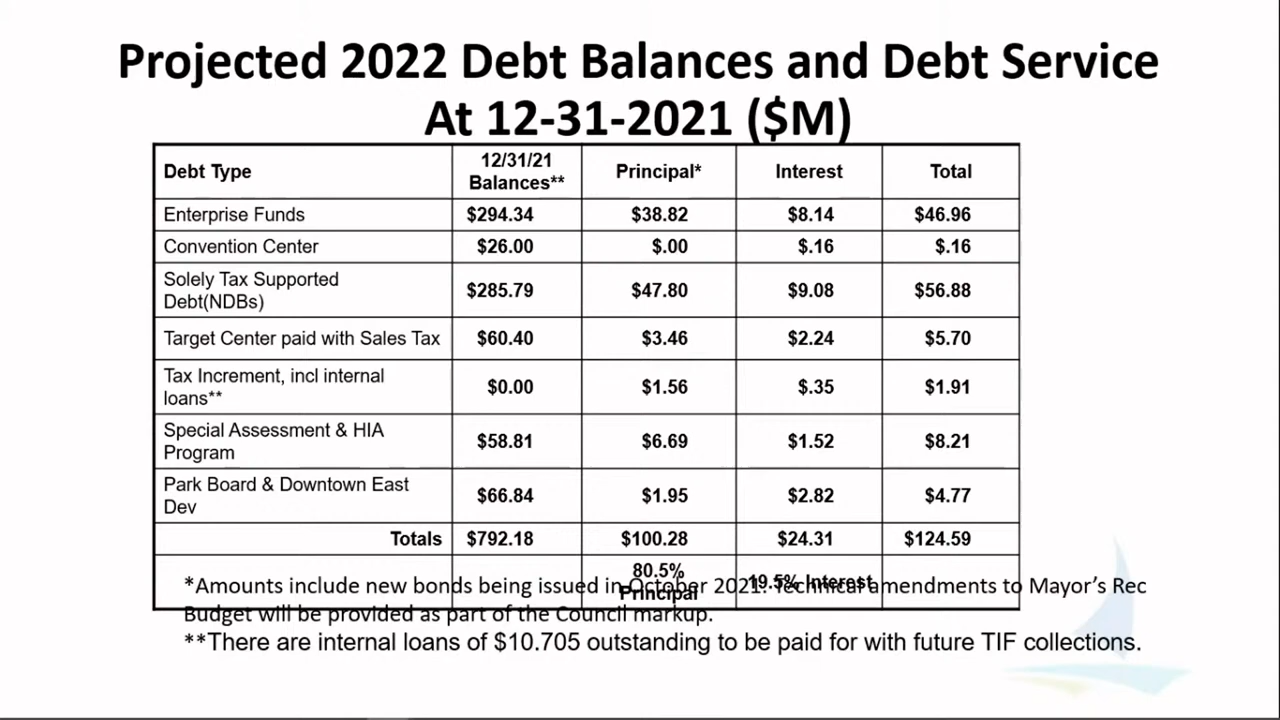 Projected 2022 Debt Balances and Debt Service
At 12-31-2021 ($M)
Debt Type 12/31/21 Balances** Principal* Interest Total
Enterprise Funds $294.34 $38.82 $8.14 $46.96
Convention Center $26.00 $.00 $.16 $.16
Solely Tax Supported Debt(NDBs) $285.79 $47.80 $9.08 $56.88
Target Center paid with Sales Tax $60.40 $3.46 $2.24 $5.70
Tax Increment, incl internal loans** $0.00 $1.56 $.35 $1.91
Special Assessment & HIA Program $58.81 $6.69 $1.52 $8.21
Park Board & Downtown East Dev $66.84 $1.95 $2.82 $4.77
Totals $792.18 $100.28 $24.31 $124.59
80.5% Principal 19.5% Interest
*Amounts include new bonds being issued in October 2021. Technical amendments to Mayor's Rec
Budget will be provided as part of the Council markup.
**There are internal loans of $10.705 outstanding to be paid for with future TIF collections.